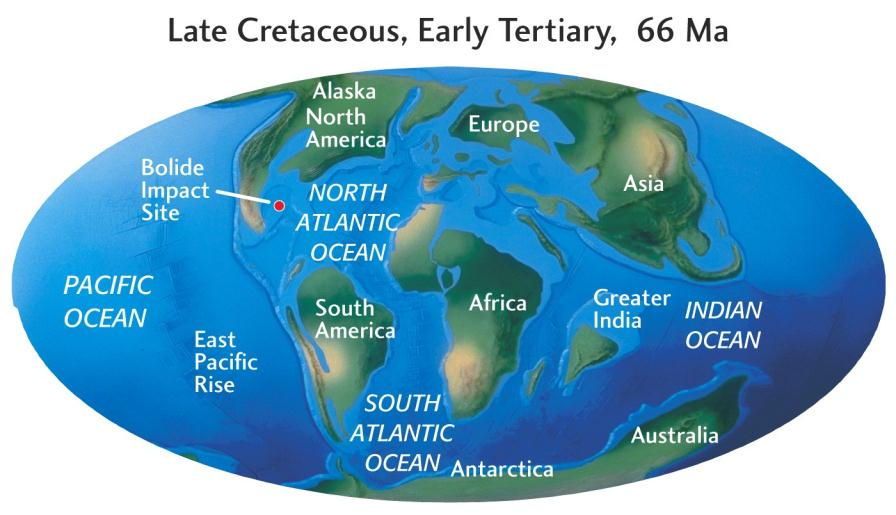 Late Cretaceous, Early Tertiary, 66 Ma
Alaska
North
America
Europe
Bolide
Impact
Site
Asia
NORTH
ATLANTIC
OCEAN
PACIFIC
OCEAN
South
America
Africa
Greater
India
INDIAN
OCEAN
East
Pacific
Rise
SOUTH
ATLANTIC
OCEAN
Australia
Antarctica